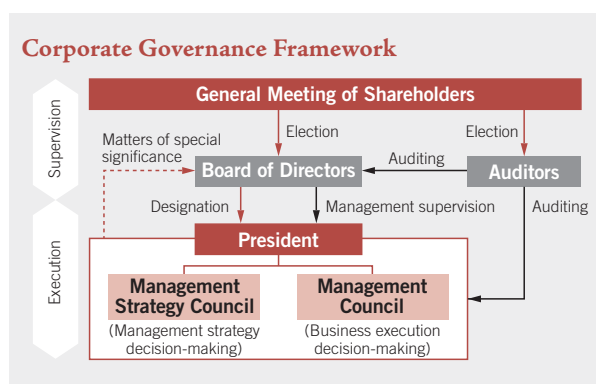 Corporate Governance Framework
Supervision
General Meeting of Shareholders
Election
Election
Matters of special
significance
Board of Directors
Auditing
Auditors
Designation
Management supervision
Auditing
Execution
President
Management
Strategy Council
(Management strategy
decision-making)
Management
Council
(Business execution
decision-making)